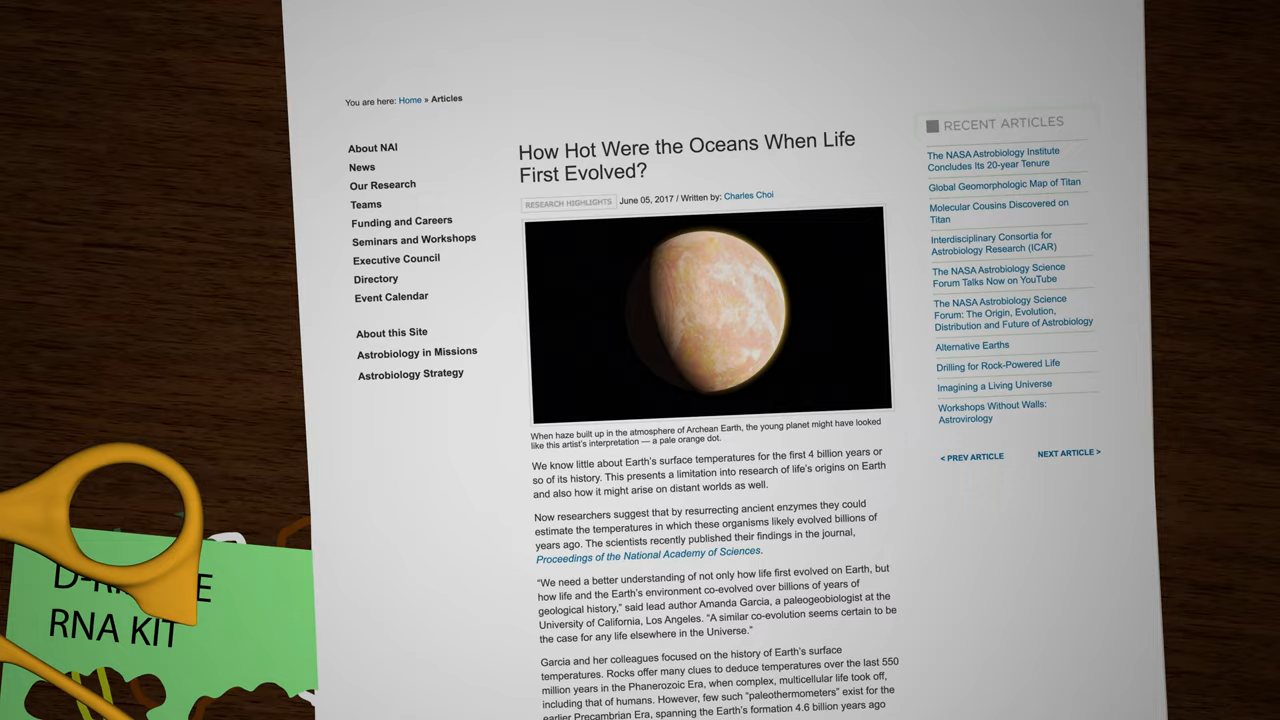 You are here: Home » Articles
About NAI
News
Our Research
Teams
Funding and Careers
Seminars and Workshops
Executive Council
Directory
Event Calendar
About this Site
Astrobiology in Missions
Astrobiology Strategy
How Hot Were the Oceans When Life
First Evolved?
RESEARCH HIGHLIGHTS June 05, 2017 / Written by: Charles Choi
When haze built up in the atmosphere of Archean Earth, the young planet might have looked
like this artist's interpretation — a pale orange dot.
We know little about Earth's surface temperatures for the first 4 billion years or
so of its history. This presents a limitation into research of life's origins on Earth
and also how it might arise on distant worlds as well.
Now researchers suggest that by resurrecting ancient enzymes they could
estimate the temperatures in which these organisms likely evolved billions of
years ago. The scientists recently published their findings in the journal,
Proceedings of the National Academy of Sciences.
“We need a better understanding of not only how life first evolved on Earth, but
how life and the Earth's environment co-evolved over billions of years of
geological history,” said lead author Amanda Garcia, a paleogeobiologist at the
University of California, Los Angeles. “A similar co-evolution seems certain to be
the case for any life elsewhere in the Universe.”
Garcia and her colleagues focused on the history of Earth's surface
temperatures. Rocks offer many clues to deduce temperatures over the last 550
million years in the Phanerozoic Era, when complex, multicellular life took off,
including that of humans. However, few such “paleothermometers” exist for the
earlier Precambrian Era, spanning the Earth's formation 4.6 billion years ago
RECENT ARTICLES
The NASA Astrobiology Institute
Concludes Its 20-year Tenure
Global Geomorphologic Map of Titan
Molecular Cousins Discovered on
Titan
Interdisciplinary Consortia for
Astrobiology Research (ICAR)
The NASA Astrobiology Science
Forum Talks Now on YouTube
The NASA Astrobiology Science
Forum: The Origin, Evolution,
Distribution and Future of Astrobiology
Alternative Earths
Drilling for Rock-Powered Life
Imagining a Living Universe
Workshops Without Walls:
Astrovirology
< PREV ARTICLE NEXT ARTICLE >
RNA KIT